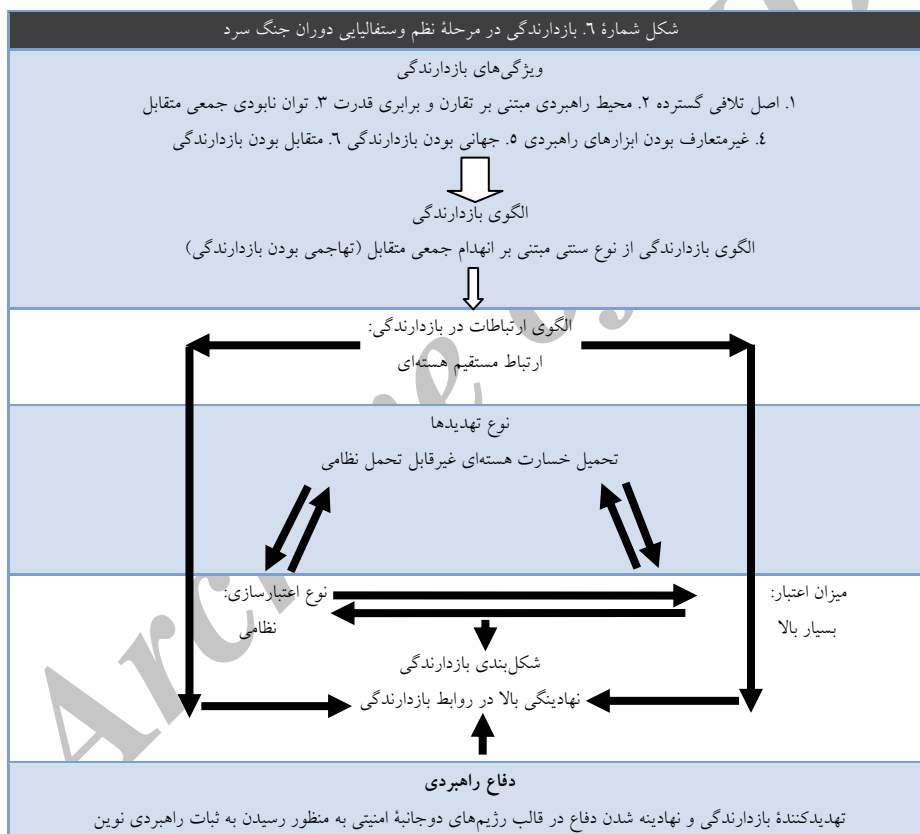 شکل شمارهٔ ٦. بازدارندگی در مرحلهٔ نظم وستفالیایی دوران جنگ سرد
ویژگی‌های بازدارندگی
۱. اصل تلافی گسترده ۲. محیط راهبردی مبتنی بر تقارن و برابری قدرت ۳. توان نابودی جمعی متقابل
٤. غیرمتعارف بودن ابزارهای راهبردی ٥. جهانی بودن بازدارندگی ٦. متقابل بودن بازدارندگی
الگوی بازدارندگی
الگوی بازدارندگی از نوع سنتی مبتنی بر انهدام جمعی متقابل (تهاجمی بودن بازدارندگی)
الگوی ارتباطات در بازدارندگی:
ارتباط مستقیم هسته‌ای
نوع تهدیدها
تحمیل خسارت هسته‌ای غیرقابل تحمل نظامی
میزان اعتبار:
بسیار بالا
نوع اعتبارسازی:
نظامی
شکل‌بندی بازدارندگی
نهادینگی بالا در روابط بازدارندگی
دفاع راهبردی
تهدیدکنندهٔ بازدارندگی و نهادینه شدن دفاع در قالب رژیم‌های دوجانبهٔ امنیتی به منظور رسیدن به ثبات راهبردی نوین